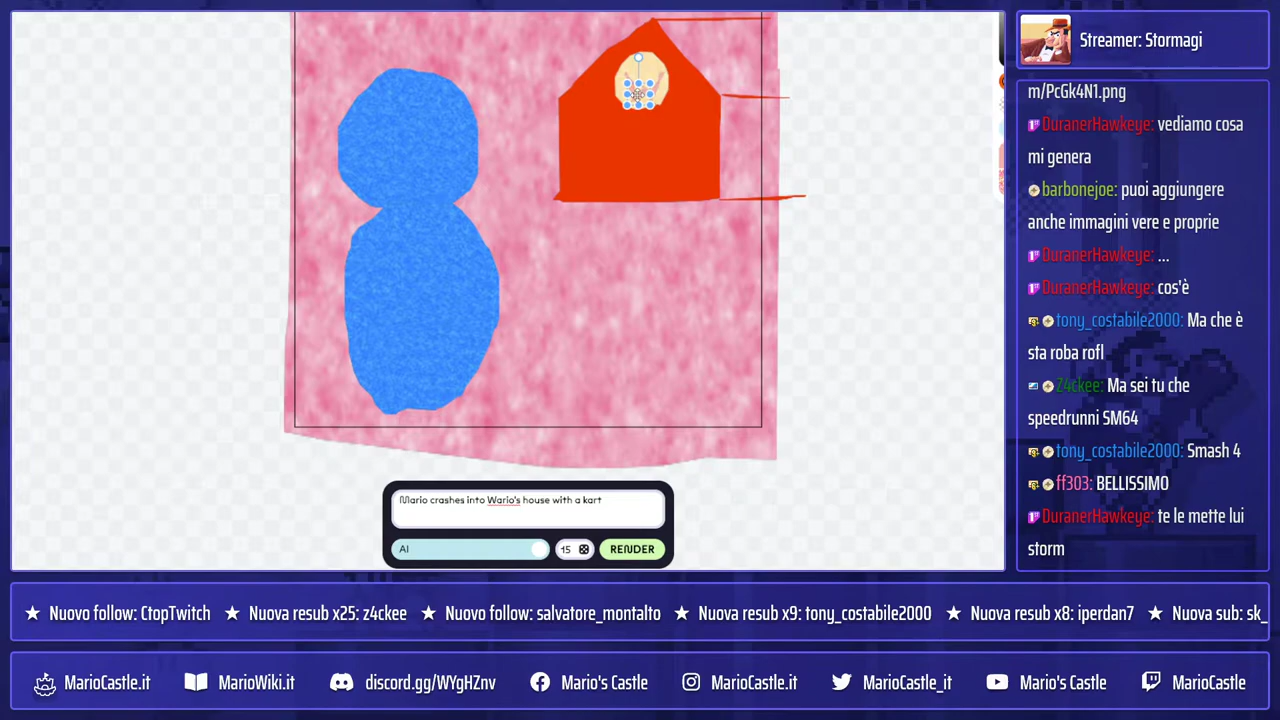 Streamer: Stormagi
m/PcGk4N1.png
DuranerHawkeye: vediamo cosa
mi genera
barbonejoe: puoi aggiungere
anche immagini vere e proprie
DuranerHawkeye: ...
DuranerHawkeye: cos'è
tony_costabile2000: Ma che è
sta roba rofl
Z4ckee: Ma sei tu che
speedrunni SM64
tony_costabile2000: Smash 4
ff303: BELLISSIMO
DuranerHawkeye: te le mette lui
storm
Mario crashes into Wario's house with a kart
AI 15 RENDER
★ Nuovo follow: CtopTwitch ★ Nuova resub x25: z4ckee ★ Nuovo follow: salvatore_montalto ★ Nuova resub x9: tony_costabile2000 ★ Nuova resub x8: iperdan7 ★ Nuova sub: sk_
MarioCastle.it MarioWiki.it discord.gg/WYgHZnv Mario's Castle MarioCastle.it MarioCastle_it Mario's Castle MarioCastle